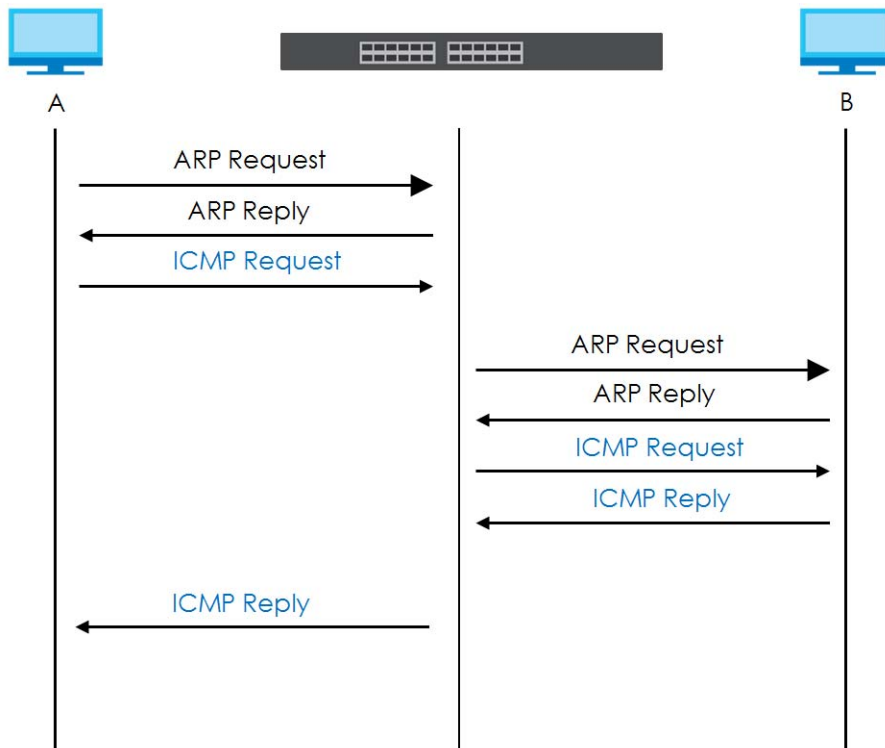 A
B
ARP Request
ARP Reply
ICMP Request
ARP Request
ARP Reply
ICMP Request
ICMP Reply
ICMP Reply